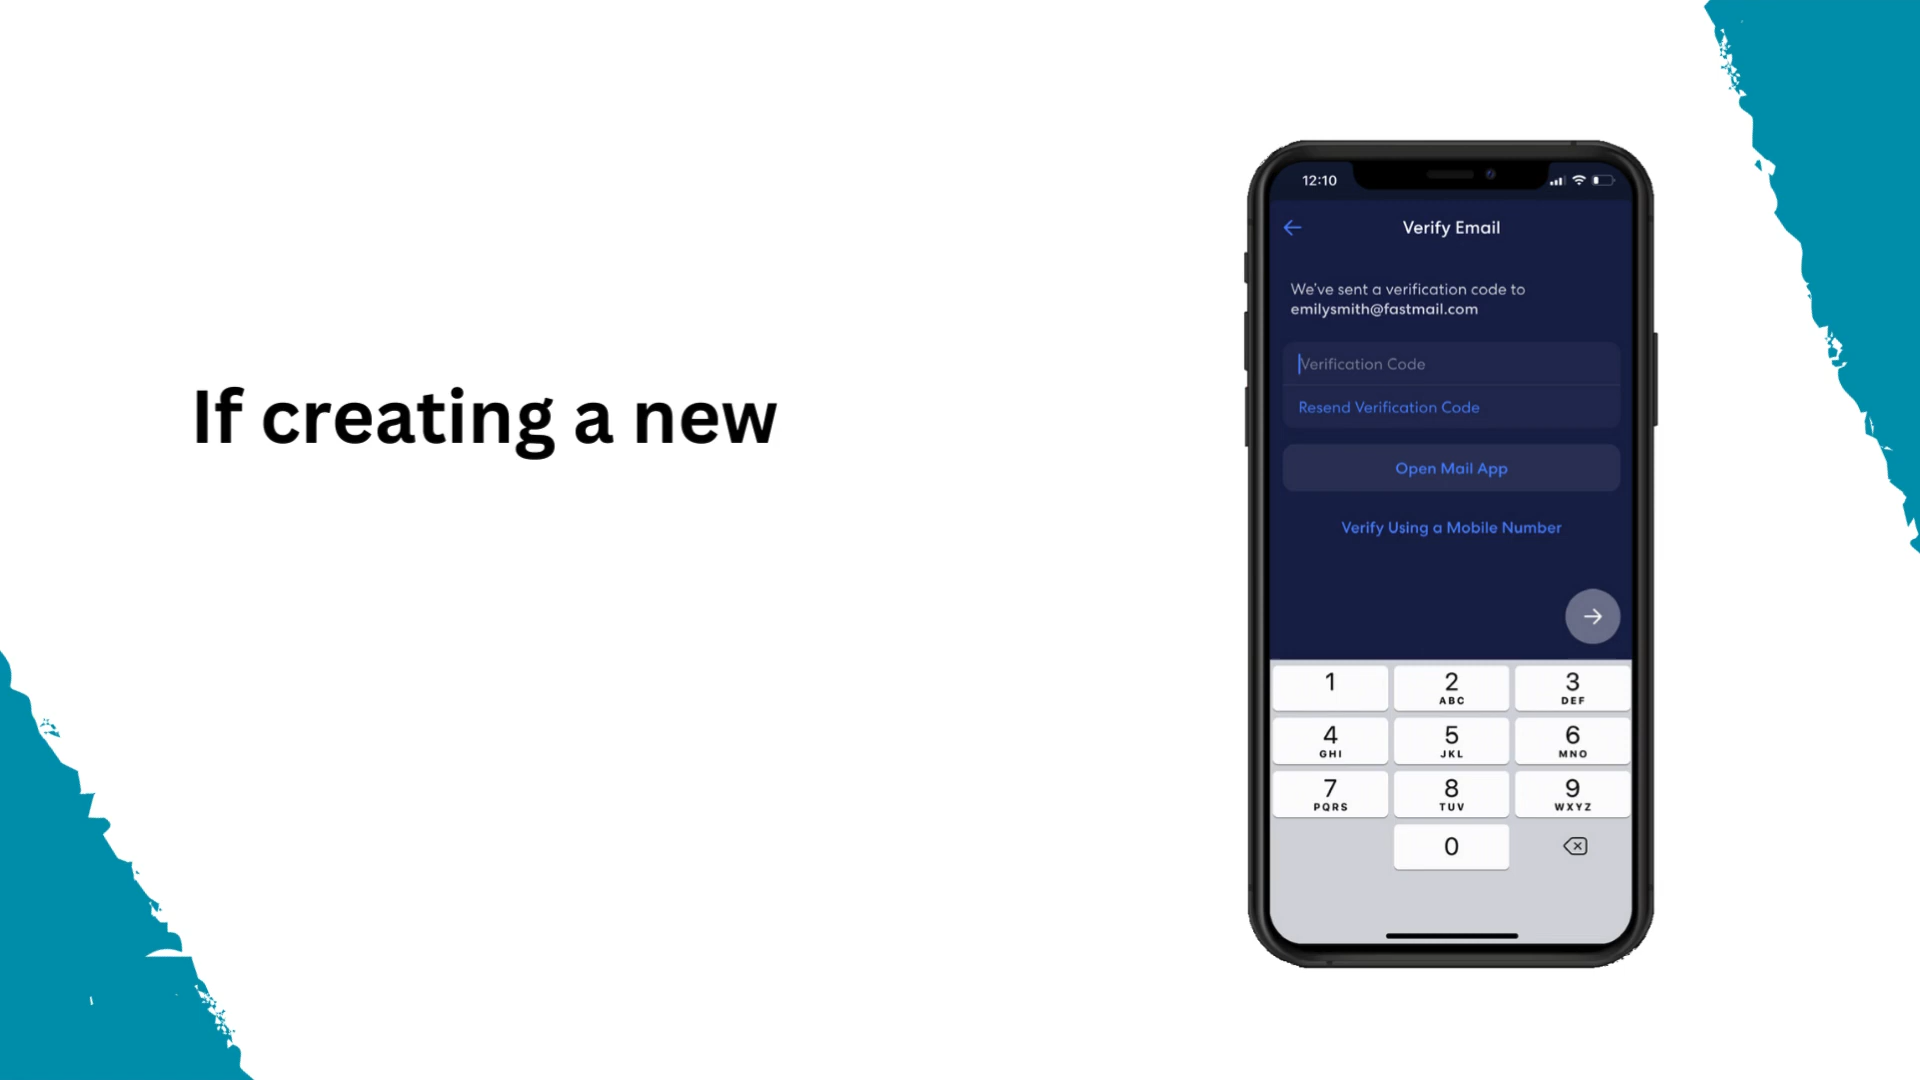 If creating a new
12:10
Verify Email
We've sent a verification code to
emilysmith@fastmail.com
Verification Code
Resend Verification Code
Open Mail App
Verify Using a Mobile Number
1
2
ABC
3
DEF
4
GHI
5
JKL
6
MNO
7
PQRS
8
TUV
9
WXYZ
0